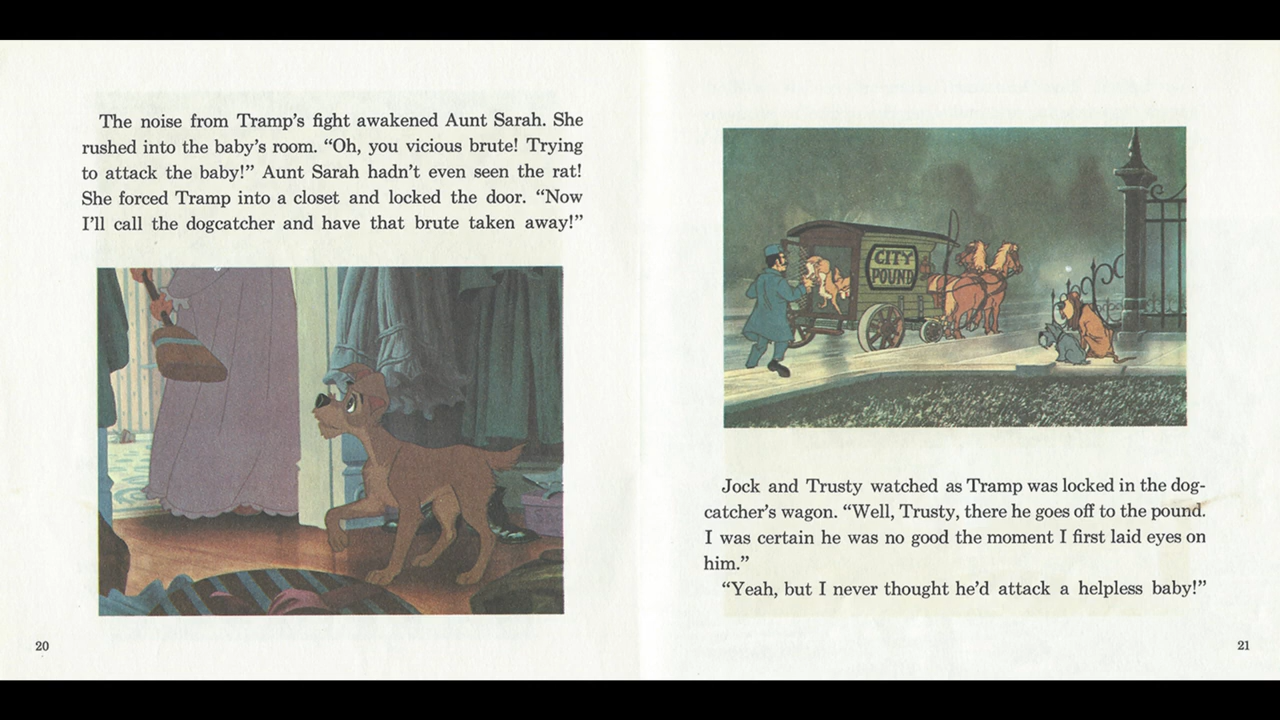 The noise from Tramp's fight awakened Aunt Sarah. She
rushed into the baby's room. “Oh, you vicious brute! Trying
to attack the baby!” Aunt Sarah hadn't even seen the rat!
She forced Tramp into a closet and locked the door. “Now
I'll call the dogcatcher and have that brute taken away!”
20
CITY
POUND
Jock and Trusty watched as Tramp was locked in the dog-
catcher's wagon. “Well, Trusty, there he goes off to the pound.
I was certain he was no good the moment I first laid eyes on
him.”
“Yeah, but I never thought he'd attack a helpless baby!”
21